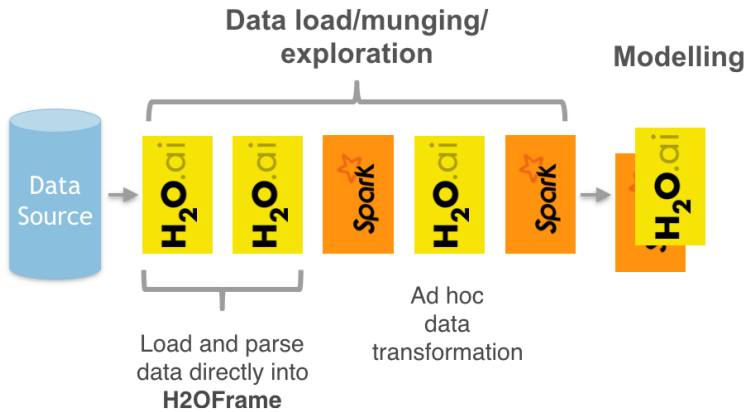 Data load/munging/
exploration
Modelling
Data
Source
H2O.ai
H2O.ai
Spark
H2O.ai
Spark
H2O.ai
Load and parse
data directly into
H2OFrame
Ad hoc
data
transformation